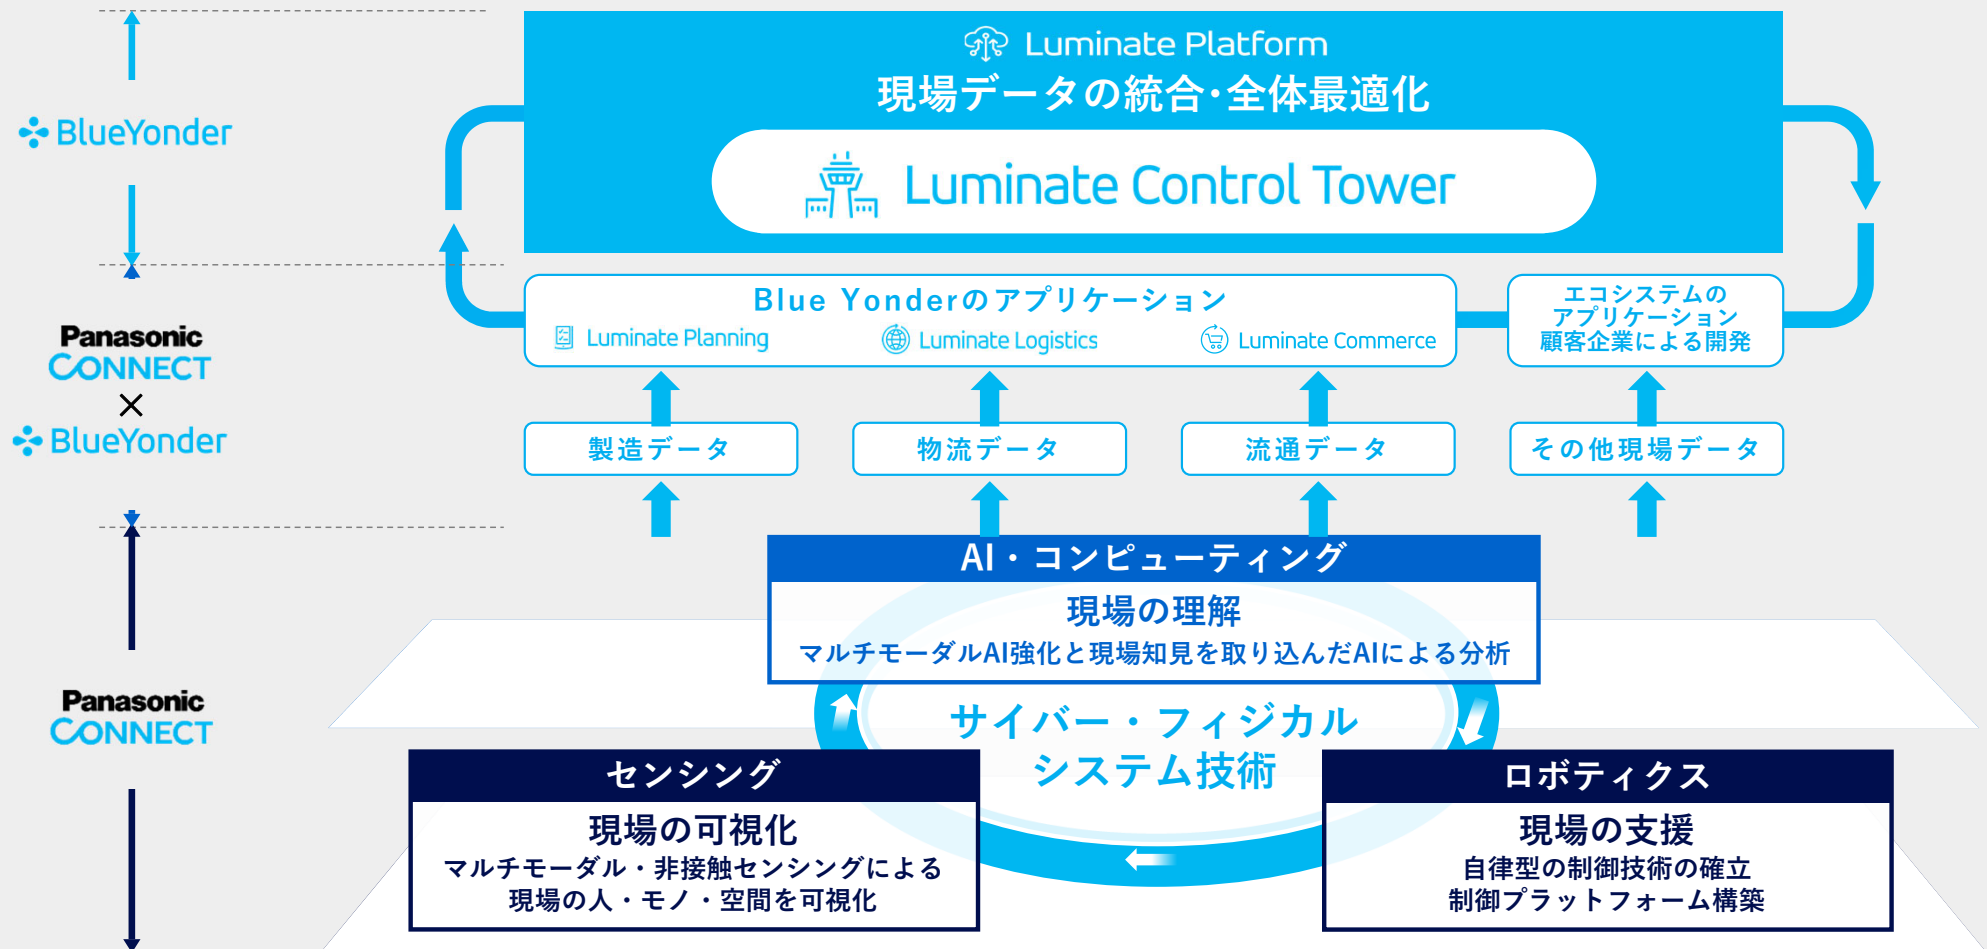 Luminate Platform
現場データの統合・全体最適化
BlueYonder
Luminate Control Tower
Blue Yonderのアプリケーション
Luminate Planning
Luminate Logistics
Luminate Commerce
エコシステムの
アプリケーション
顧客企業による開発
Panasonic
CONNECT
×
BlueYonder
製造データ
物流データ
流通データ
その他現場データ
AI・コンピューティング
現場の理解
マルチモーダルAI強化と現場知見を取り込んだAIによる分析
Panasonic
CONNECT
サイバー・フィジカル
システム技術
センシング
現場の可視化
マルチモーダル・非接触センシングによる
現場の人・モノ・空間を可視化
ロボティクス
現場の支援
自律型の制御技術の確立
制御プラットフォーム構築